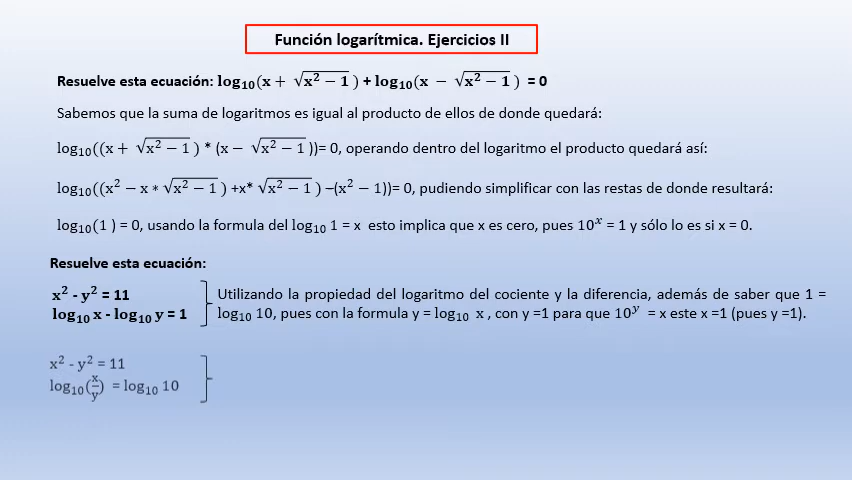 Función logarítmica. Ejercicios II
Resuelve esta ecuación: log₁₀(x + √(x² − 1) ) + log₁₀(x − √(x² − 1) ) = 0
Sabemos que la suma de logaritmos es igual al producto de ellos de donde quedará:
log₁₀((x + √(x² − 1) ) * (x − √(x² − 1) ))= 0, operando dentro del logaritmo el producto quedará así:
log₁₀((x² − x * √(x² − 1) ) +x* √(x² − 1) ) −(x² − 1))= 0, pudiendo simplificar con las restas de donde resultará:
log₁₀(1 ) = 0, usando la formula del log₁₀ 1 = x esto implica que x es cero, pues 10ˣ = 1 y sólo lo es si x = 0.
Resuelve esta ecuación:
x² - y² = 11
log₁₀ x - log₁₀ y = 1
Utilizando la propiedad del logaritmo del cociente y la diferencia, además de saber que 1 =
log₁₀ 10, pues con la formula y = log₁₀ x , con y =1 para que 10ʸ = x este x =1 (pues y =1).
x² - y² = 11
log₁₀(x/y) = log₁₀ 10